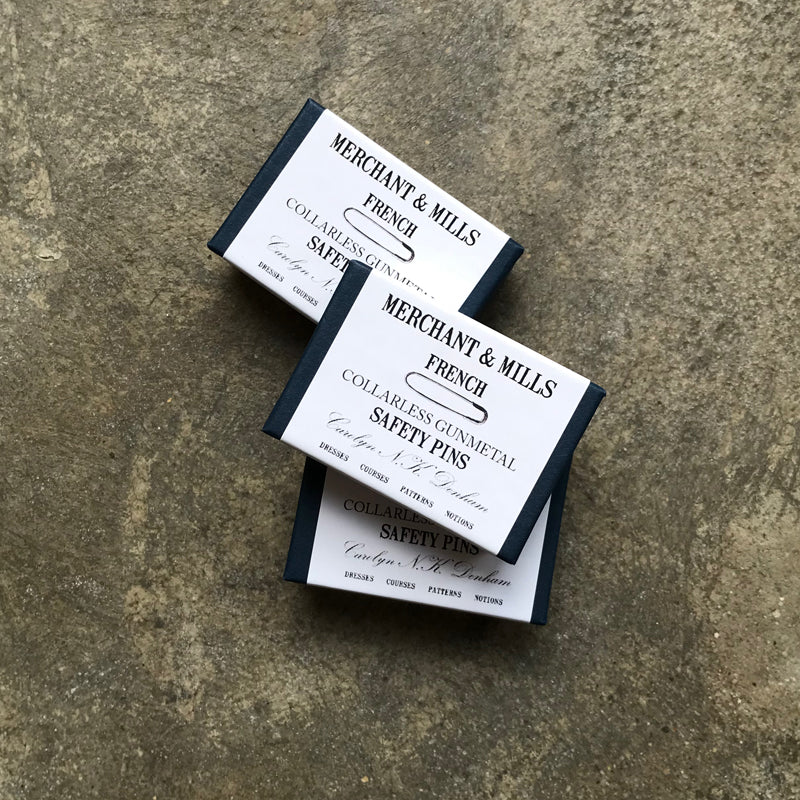 MERCHANT & MILLS
FRENCH
COLLARLESS GUNMETAL
SAFETY
Carolyn N.
DRESSES COURSES
MERCHANT & MILLS
FRENCH
COLLARLESS GUNMETAL
SAFETY PINS
Carolyn N.K. Denham
DRESSES COURSES PATTERNS NOTIONS
COLLARLESS
SAFETY PINS
Carolyn N.K. Denham
DRESSES COURSES PATTERNS NOTIONS